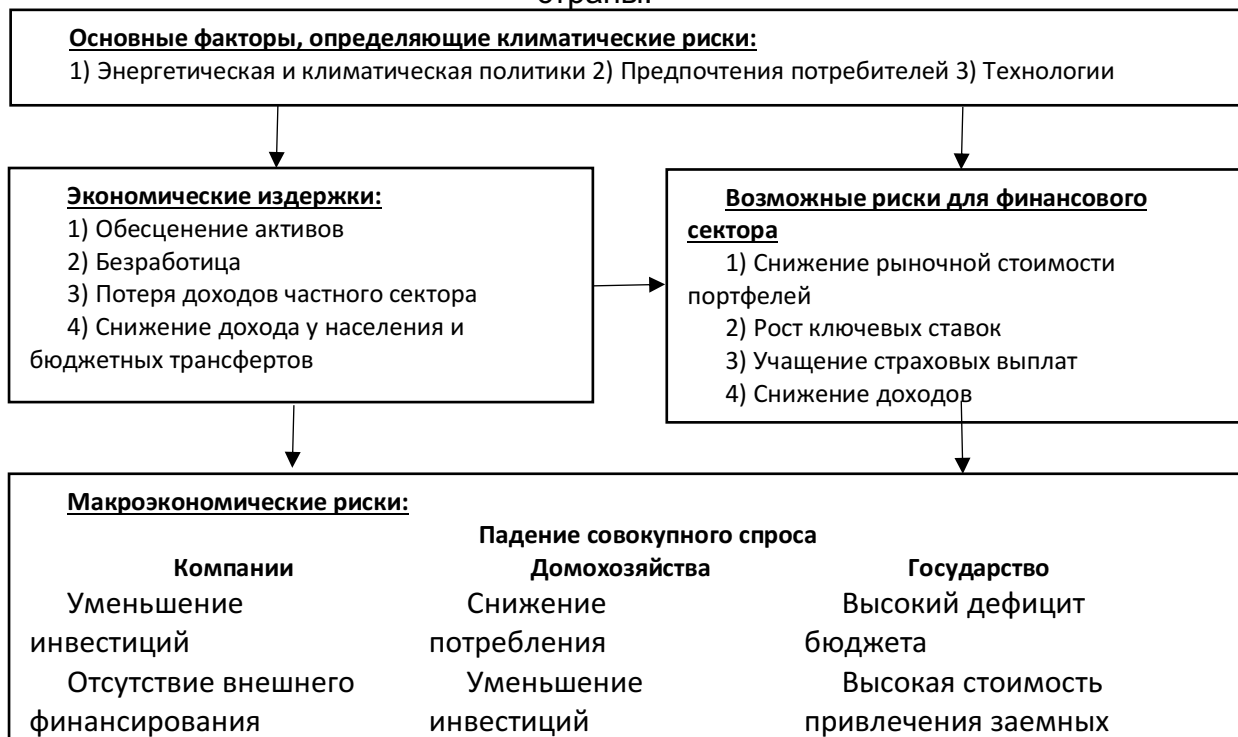 страны.
Основные факторы, определяющие климатические риски:
1) Энергетическая и климатическая политики 2) Предпочтения потребителей 3) Технологии
Экономические издержки:
1) Обесценение активов
2) Безработица
3) Потеря доходов частного сектора
4) Снижение дохода у населения и
бюджетных трансфертов
Возможные риски для финансового
сектора
1) Снижение рыночной стоимости
портфелей
2) Рост ключевых ставок
3) Учащение страховых выплат
4) Снижение доходов
Макроэкономические риски:
Падение совокупного спроса
Компании
Уменьшение
инвестиций
Отсутствие внешнего
финансирования
Домохозяйства
Снижение
потребления
Уменьшение
инвестиций
Государство
Высокий дефицит
бюджета
Высокая стоимость
привлечения заемных